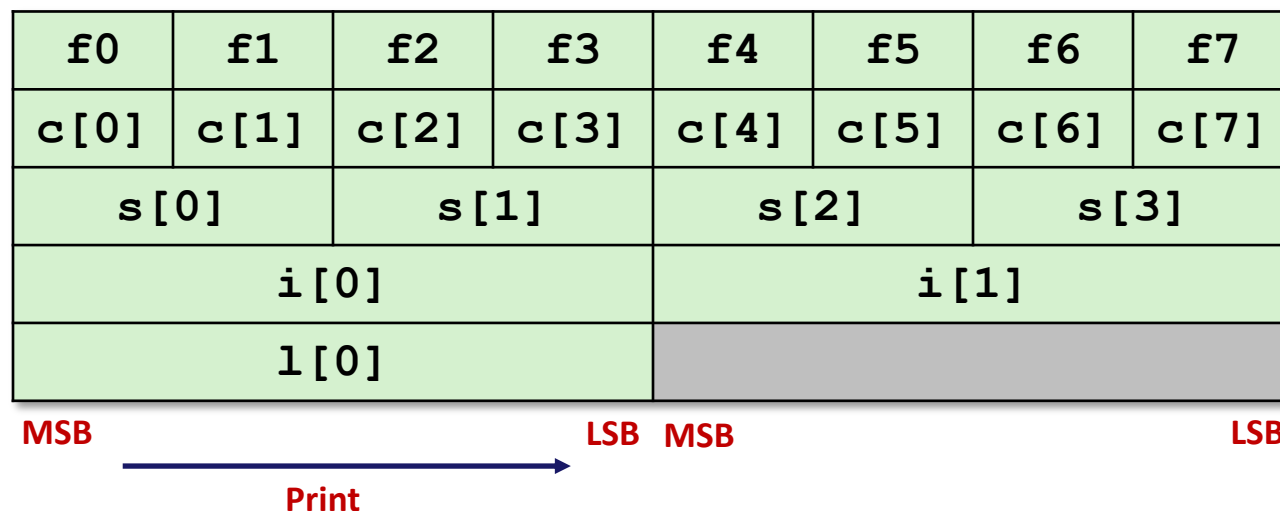 f0 f1 f2 f3 f4 f5 f6 f7
c[0] c[1] c[2] c[3] c[4] c[5] c[6] c[7]
s[0] s[1] s[2] s[3]
i[0] i[1]
l[0]
MSB LSB MSB LSB
Print